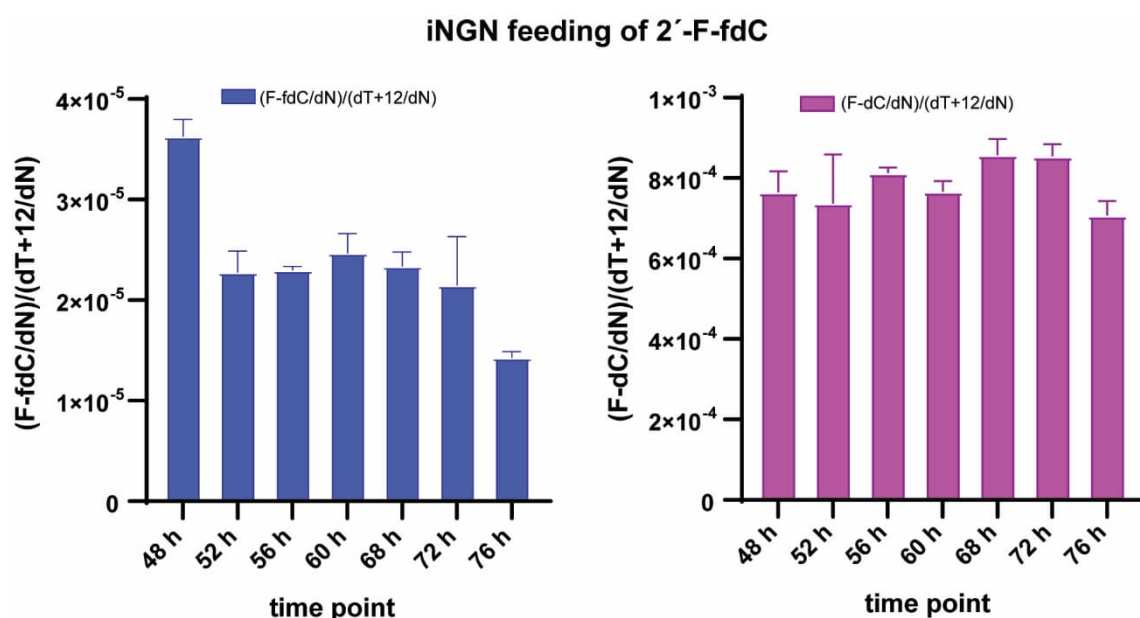 iNGN feeding of 2´-F-fdC
(F-fdC/dN)/(dT+12/dN)
(F-fdC/dN)/(dT+12/dN)
4×10⁻⁵
3×10⁻⁵
2×10⁻⁵
1×10⁻⁵
0
48 h
52 h
56 h
60 h
68 h
72 h
76 h
time point
(F-dC/dN)/(dT+12/dN)
(F-dC/dN)/(dT+12/dN)
1×10⁻³
8×10⁻⁴
6×10⁻⁴
4×10⁻⁴
2×10⁻⁴
0
48 h
52 h
56 h
60 h
68 h
72 h
76 h
time point